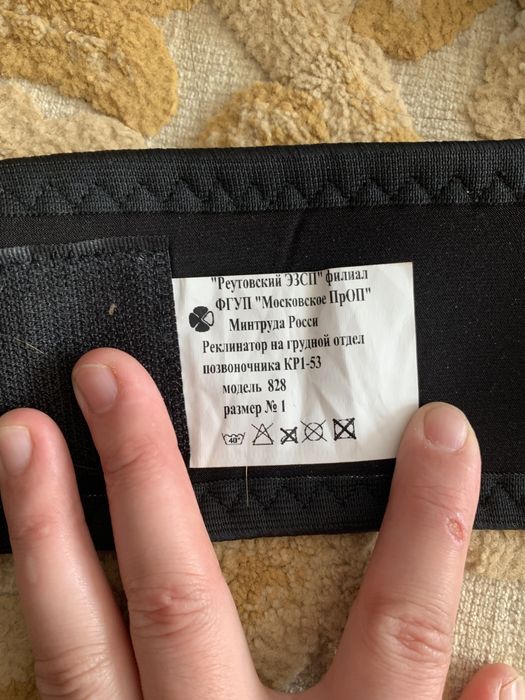 "Реутовский ЭЗСП" филиал
ФГУП "Московское ПрОП"
Минтруда Росси
Реклинатор на грудной отдел
позвоночника КР1-53
модель 828
размер № 1
40°